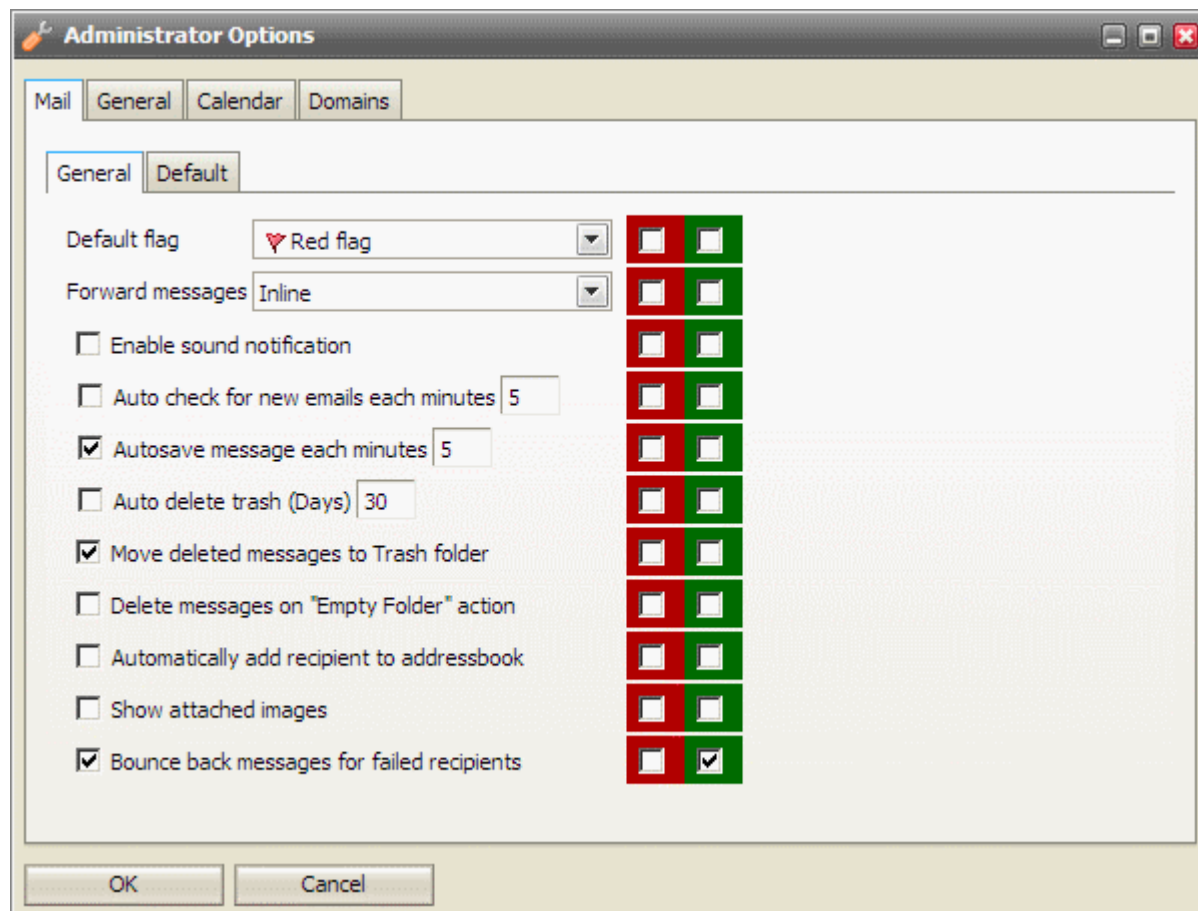 Administrator Options
Mail General Calendar Domains
General Default
Default flag Red flag
Forward messages Inline
Enable sound notification
Auto check for new emails each minutes 5
Autosave message each minutes 5
Auto delete trash (Days) 30
Move deleted messages to Trash folder
Delete messages on "Empty Folder" action
Automatically add recipient to addressbook
Show attached images
Bounce back messages for failed recipients
OK Cancel